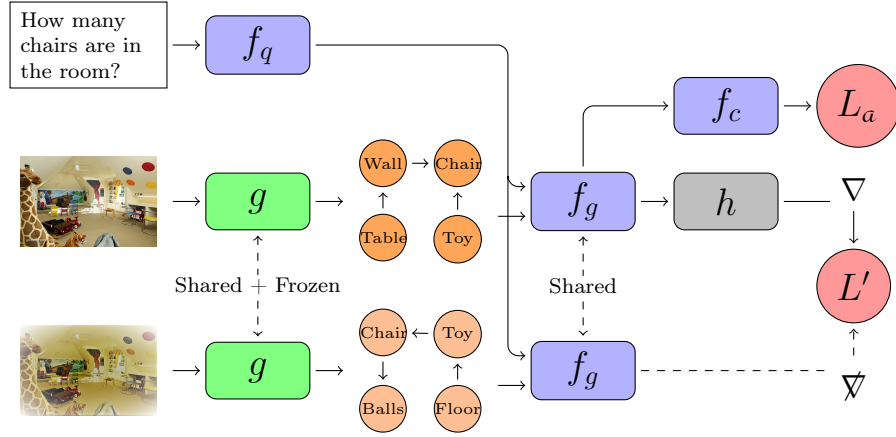 How many
chairs are in
the room?
f_q
f_c
L_a
Wall
Chair
g
Table
Toy
f_g
h
∇
Shared + Frozen
Shared
L′
Chair
Toy
g
Balls
Floor
f_g
∇̸